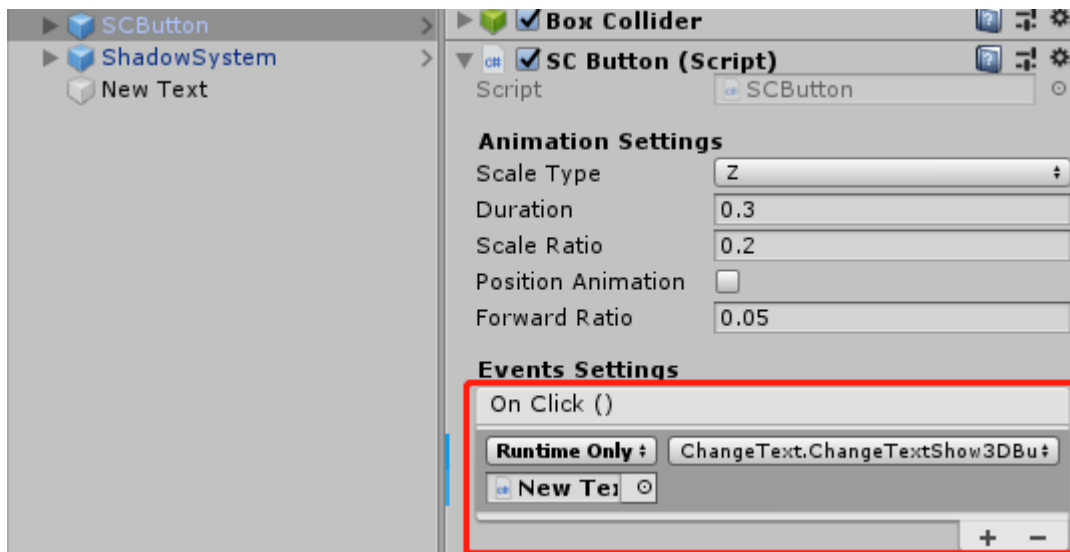 SCButton
ShadowSystem
New Text
Box Collider
SC Button (Script)
Script SCButton
Animation Settings
Scale Type Z
Duration 0.3
Scale Ratio 0.2
Position Animation
Forward Ratio 0.05
Events Settings
On Click ()
Runtime Only ChangeText.ChangeTextShow3DBu
New Te
+ −